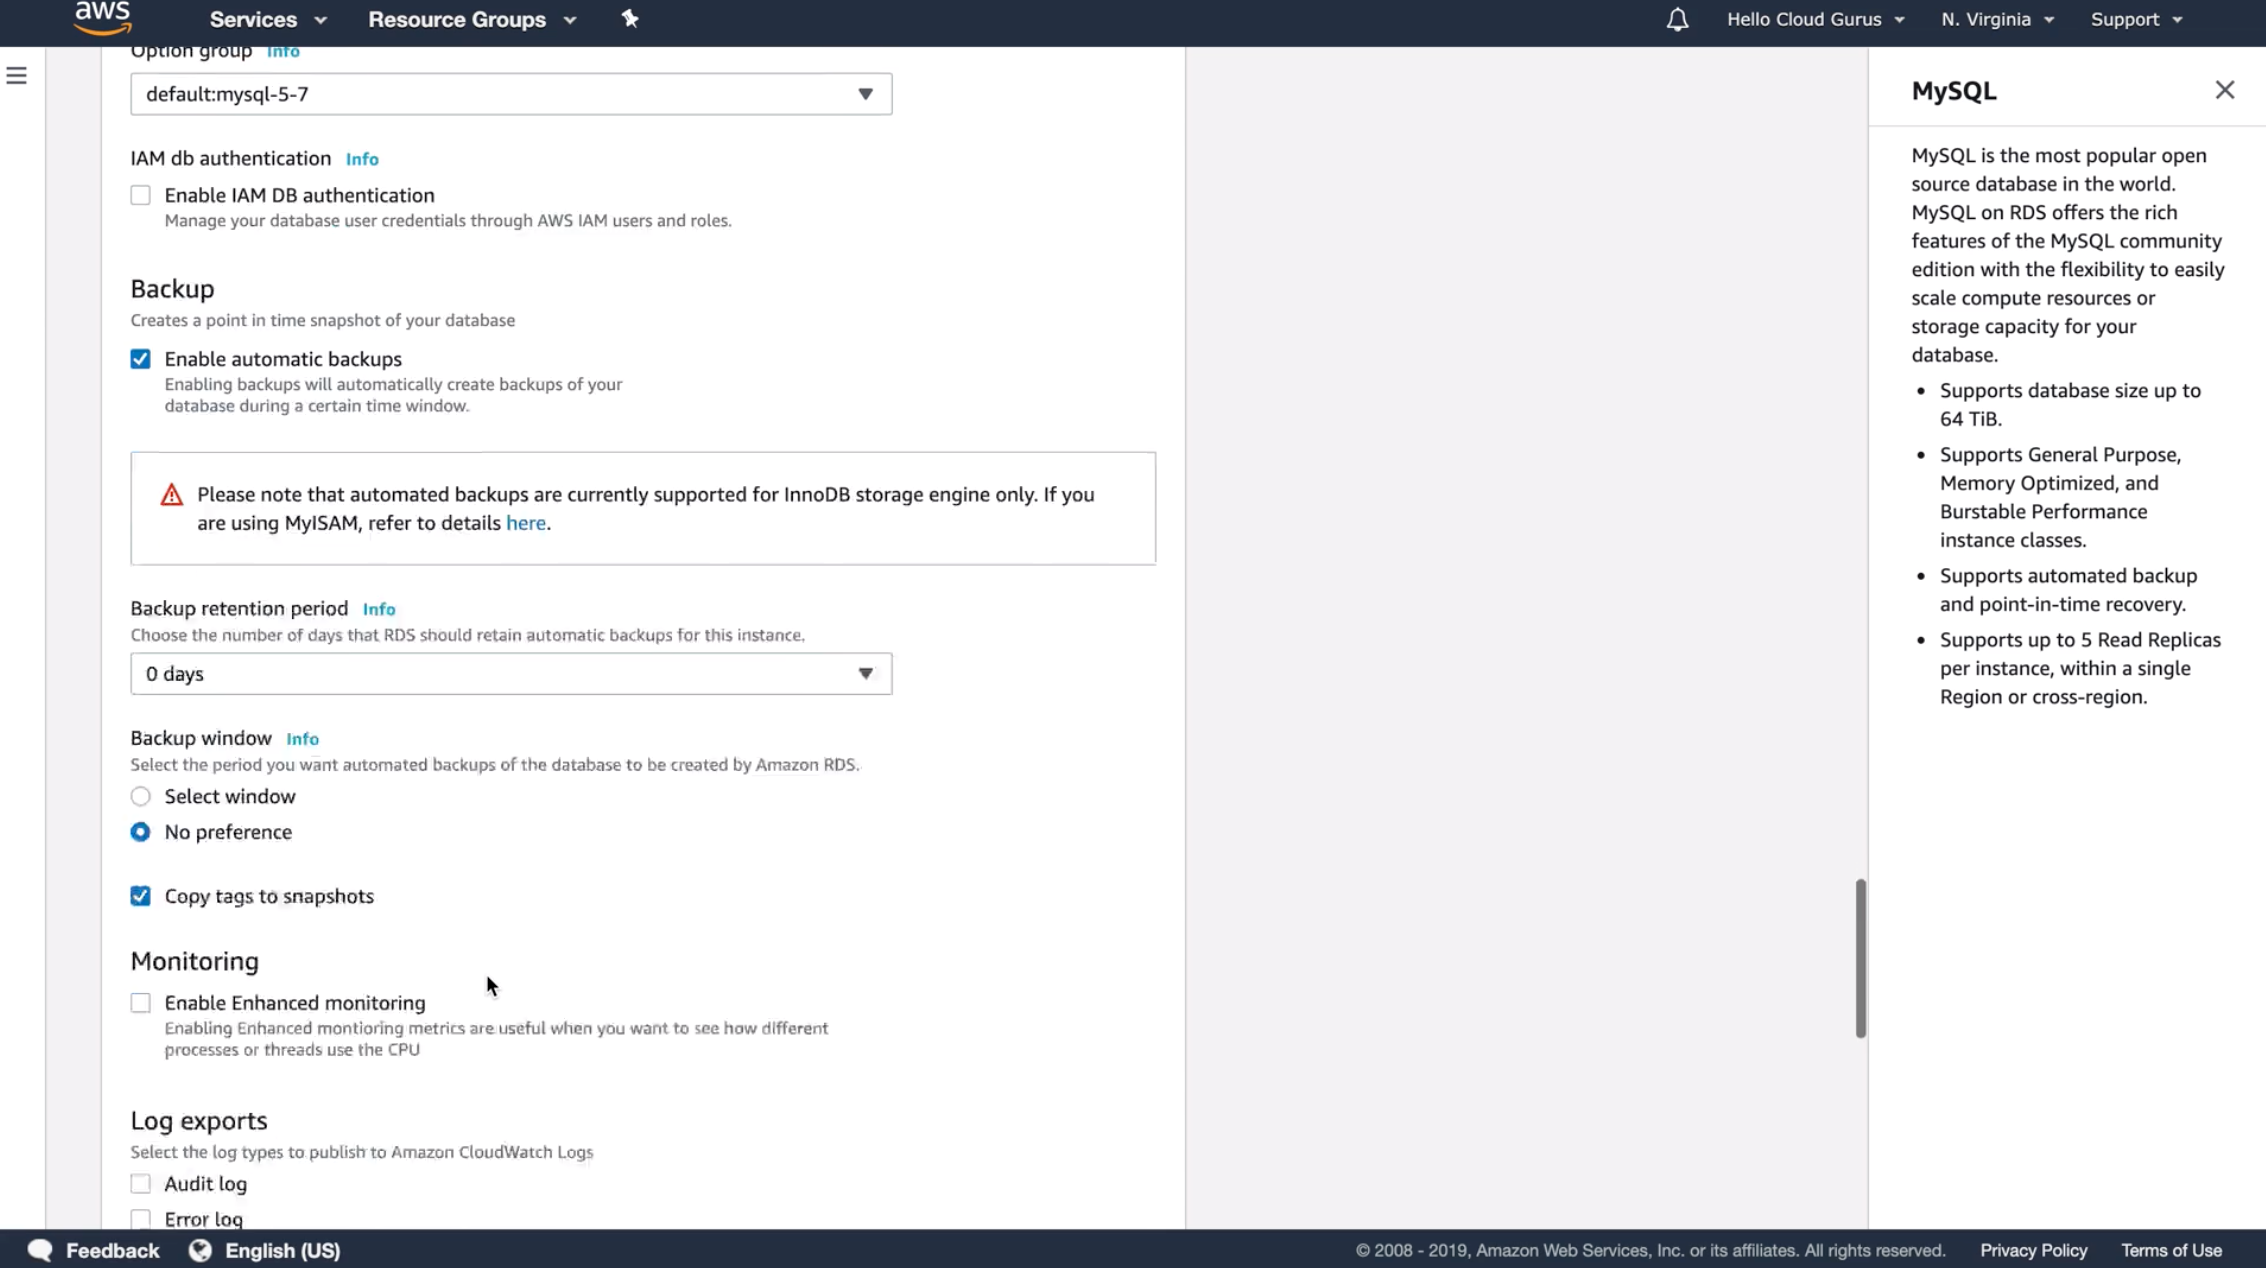 aws
Services
Resource Groups
Hello Cloud Gurus
N. Virginia
Support
Option group Info
default:mysql-5-7
IAM db authentication Info
Enable IAM DB authentication
Manage your database user credentials through AWS IAM users and roles.
Backup
Creates a point in time snapshot of your database
Enable automatic backups
Enabling backups will automatically create backups of your
database during a certain time window.
Please note that automated backups are currently supported for InnoDB storage engine only. If you
are using MyISAM, refer to details here.
Backup retention period Info
Choose the number of days that RDS should retain automatic backups for this instance.
0 days
Backup window Info
Select the period you want automated backups of the database to be created by Amazon RDS.
Select window
No preference
Copy tags to snapshots
Monitoring
Enable Enhanced monitoring
Enabling Enhanced montioring metrics are useful when you want to see how different
processes or threads use the CPU
Log exports
Select the log types to publish to Amazon CloudWatch Logs
Audit log
Error log
MySQL
MySQL is the most popular open
source database in the world.
MySQL on RDS offers the rich
features of the MySQL community
edition with the flexibility to easily
scale compute resources or
storage capacity for your
database.
• Supports database size up to
64 TiB.
• Supports General Purpose,
Memory Optimized, and
Burstable Performance
instance classes.
• Supports automated backup
and point-in-time recovery.
• Supports up to 5 Read Replicas
per instance, within a single
Region or cross-region.
Feedback
English (US)
© 2008 - 2019, Amazon Web Services, Inc. or its affiliates. All rights reserved.
Privacy Policy
Terms of Use